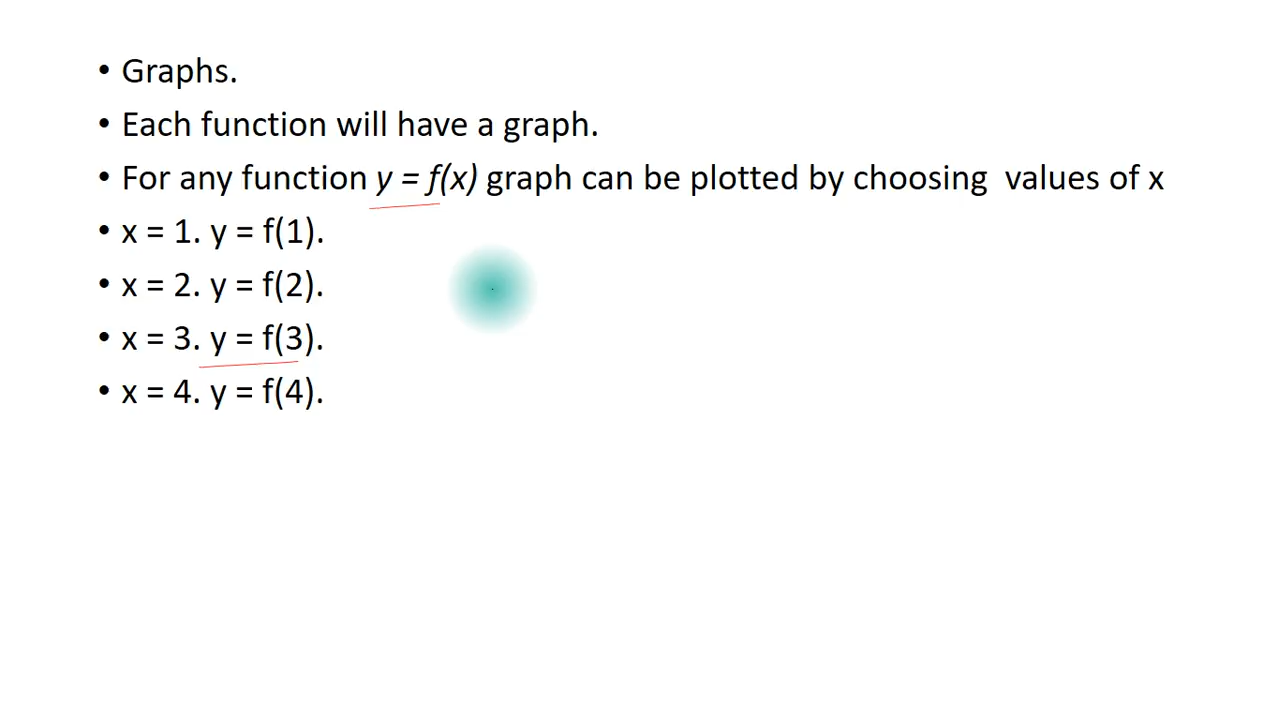 • Graphs.
• Each function will have a graph.
• For any function y = f(x) graph can be plotted by choosing  values of x
• x = 1. y = f(1).
• x = 2. y = f(2).
• x = 3. y = f(3).
• x = 4. y = f(4).